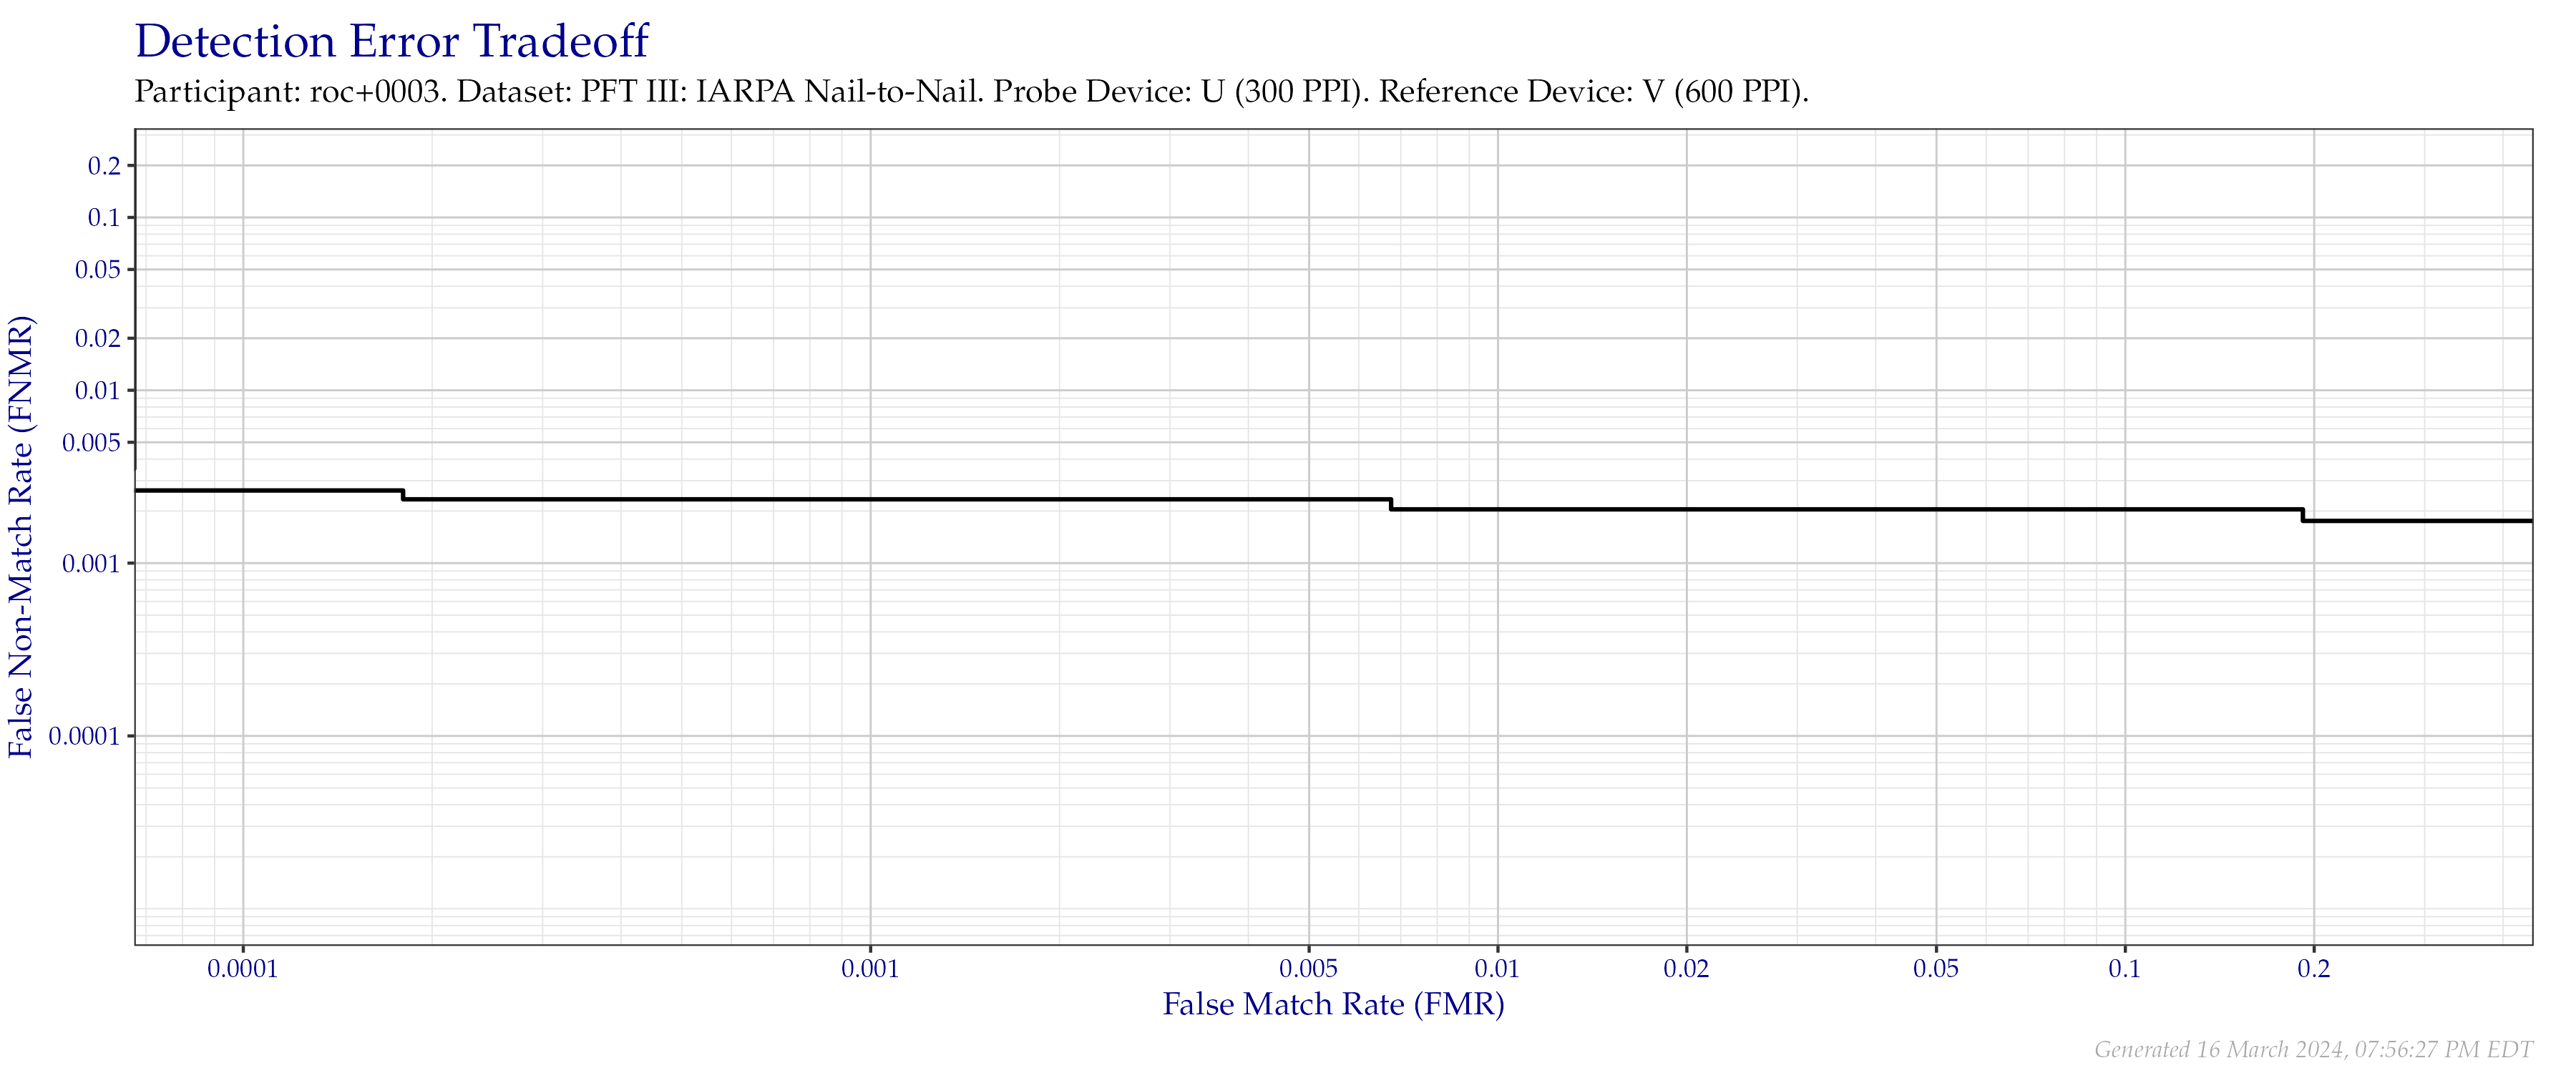 Detection Error Tradeoff
Participant: roc+0003. Dataset: PFT III: IARPA Nail-to-Nail. Probe Device: U (300 PPI). Reference Device: V (600 PPI).
False Non-Match Rate (FNMR)
0.2
0.1
0.05
0.02
0.01
0.005
0.001
0.0001
0.0001 0.001 0.005 0.01 0.02 0.05 0.1 0.2
False Match Rate (FMR)
Generated 16 March 2024, 07:56:27 PM EDT